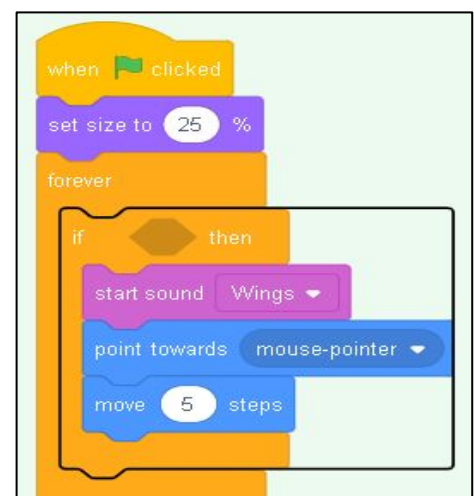 when clicked
set size to 25 %
forever
if then
start sound Wings
point towards mouse-pointer
move 5 steps